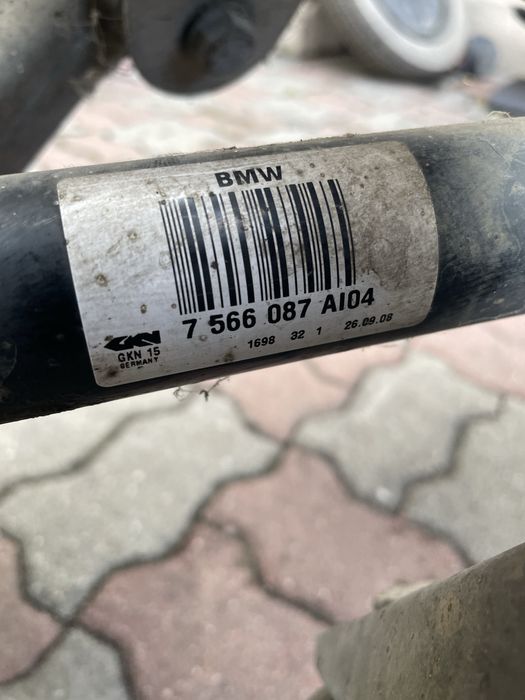 BMW
7 566 087 AI04
1698 32 1 26.09.08
GKN
GKN 15
GERMANY